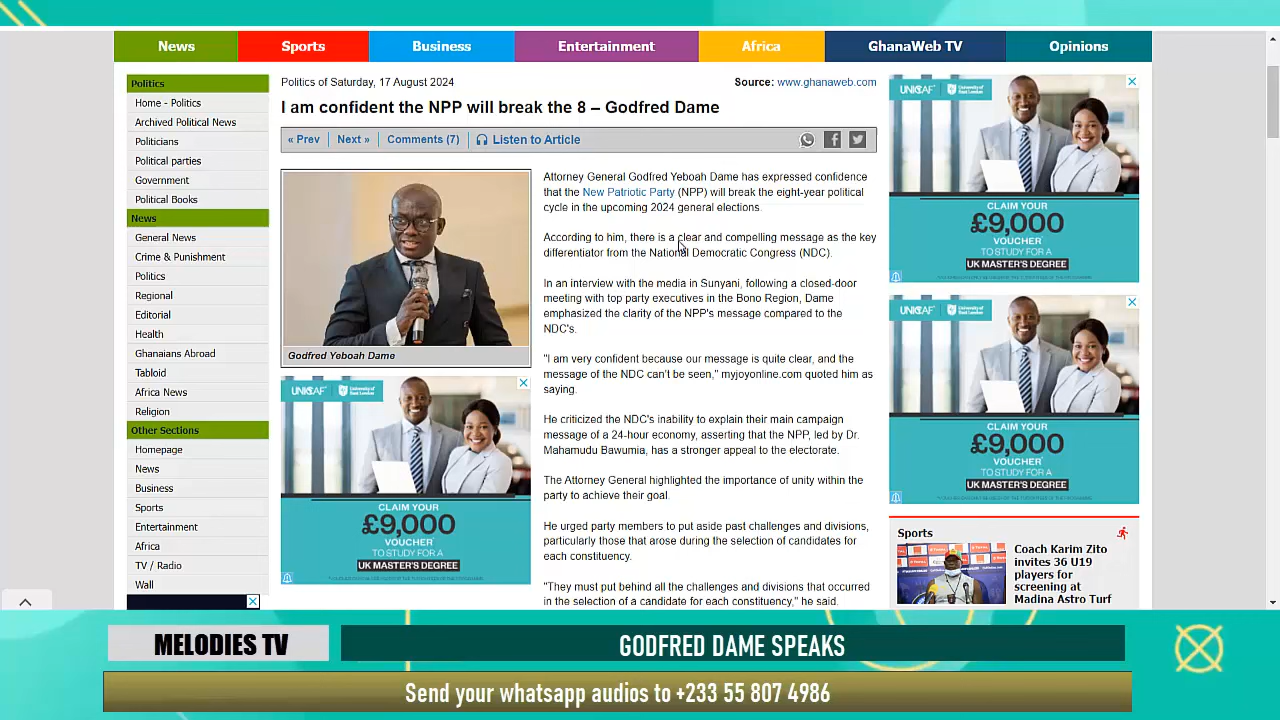 News
Sports
Business
Entertainment
Africa
GhanaWeb TV
Opinions
Politics
Home - Politics
Archived Political News
Politicians
Political parties
Government
Political Books
News
General News
Crime & Punishment
Politics
Regional
Editorial
Health
Ghanaians Abroad
Tabloid
Africa News
Religion
Other Sections
Homepage
News
Business
Sports
Entertainment
Africa
TV / Radio
Wall
Politics of Saturday, 17 August 2024
Source: www.ghanaweb.com
I am confident the NPP will break the 8 – Godfred Dame
« Prev
Next »
Comments (7)
Listen to Article
Godfred Yeboah Dame
Attorney General Godfred Yeboah Dame has expressed confidence
that the New Patriotic Party (NPP) will break the eight-year political
cycle in the upcoming 2024 general elections.
According to him, there is a clear and compelling message as the key
differentiator from the National Democratic Congress (NDC).
In an interview with the media in Sunyani, following a closed-door
meeting with top party executives in the Bono Region, Dame
emphasized the clarity of the NPP's message compared to the
NDC's.
"I am very confident because our message is quite clear, and the
message of the NDC can't be seen," myjoyonline.com quoted him as
saying.
He criticized the NDC's inability to explain their main campaign
message of a 24-hour economy, asserting that the NPP, led by Dr.
Mahamudu Bawumia, has a stronger appeal to the electorate.
The Attorney General highlighted the importance of unity within the
party to achieve their goal.
He urged party members to put aside past challenges and divisions,
particularly those that arose during the selection of candidates for
each constituency.
"They must put behind all the challenges and divisions that occurred
in the selection of a candidate for each constituency," he said.
UNICAF
University of
East London
CLAIM YOUR
£9,000
VOUCHER
TO STUDY FOR A
UK MASTER'S DEGREE
UNICAF
University of
East London
CLAIM YOUR
£9,000
VOUCHER
TO STUDY FOR A
UK MASTER'S DEGREE
UNICAF
University of
East London
CLAIM YOUR
£9,000
VOUCHER
TO STUDY FOR A
UK MASTER'S DEGREE
Sports
Coach Karim Zito
invites 36 U19
players for
screening at
Madina Astro Turf
MELODIES TV
GODFRED DAME SPEAKS
Send your whatsapp audios to +233 55 807 4986